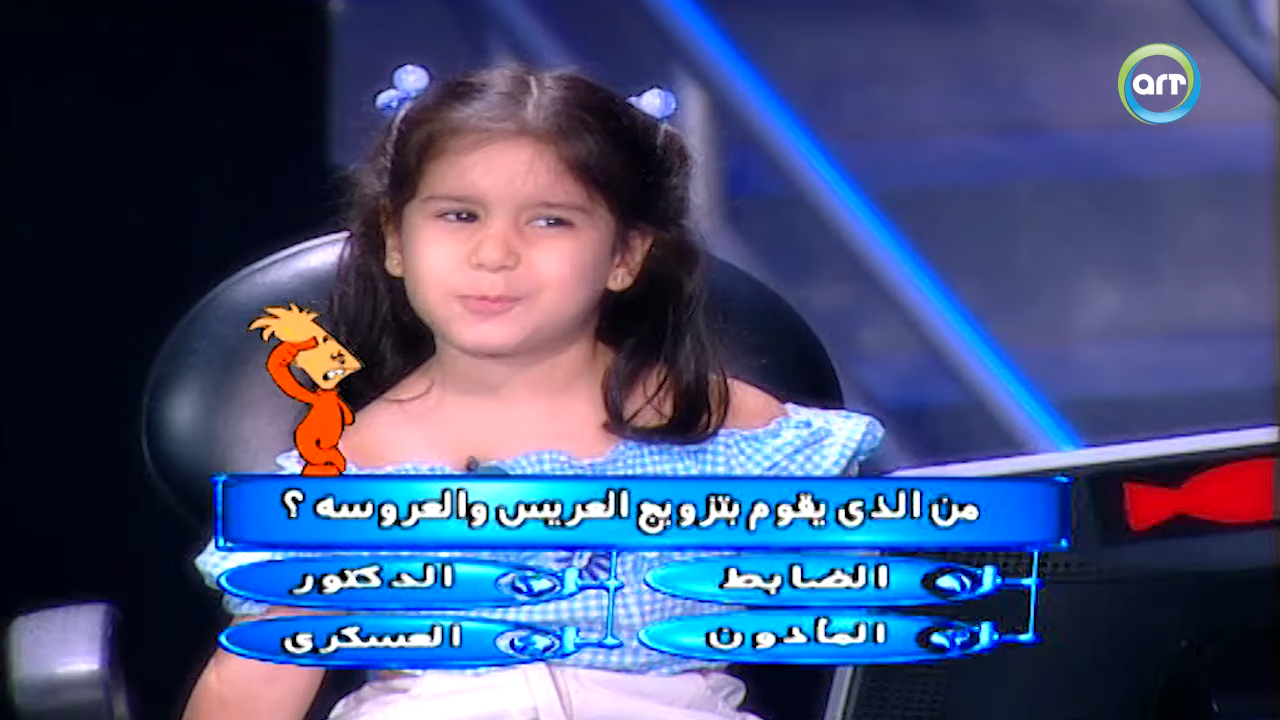 art
من الذى يقوم بتزويج العريس والعروسه ؟
الضابط
الدكتور
المأذون
العسكرى